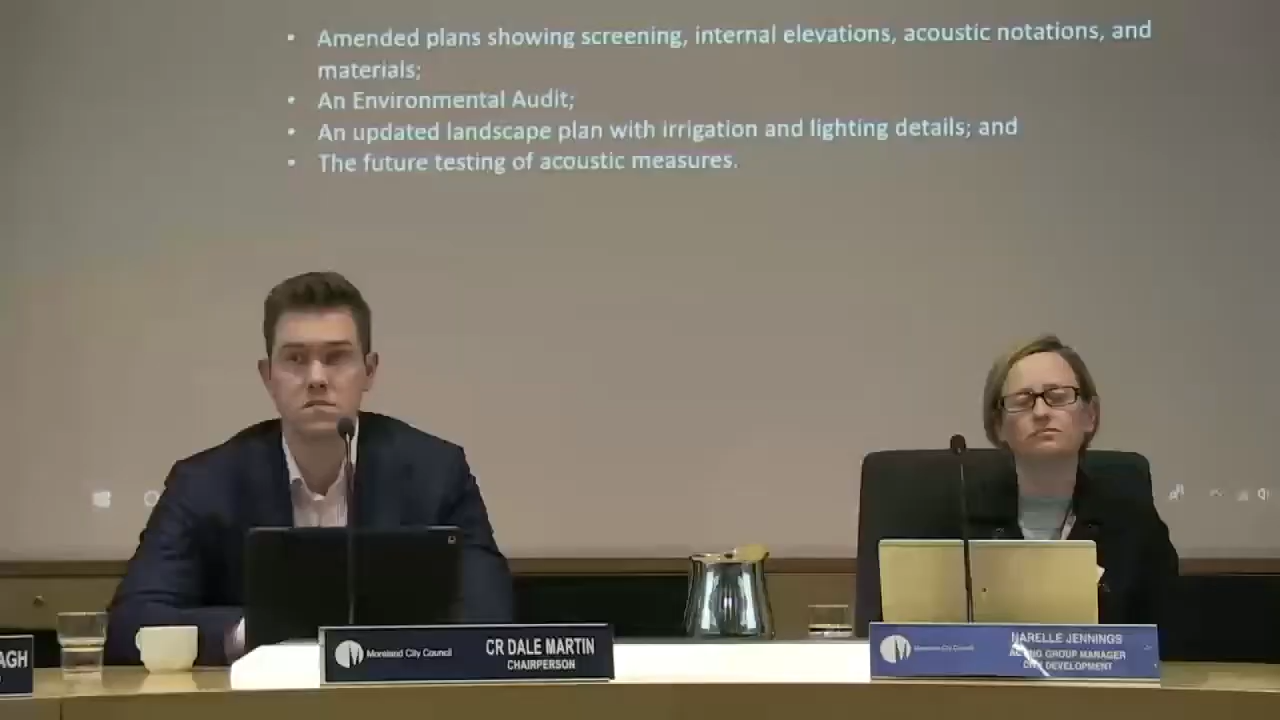 • Amended plans showing screening, internal elevations, acoustic notations, and
materials;
• An Environmental Audit;
• An updated landscape plan with irrigation and lighting details; and
• The future testing of acoustic measures.
AGH
Moreland City Council
CR DALE MARTIN
CHAIRPERSON
Moreland City Council
NARELLE JENNINGS
ACTING GROUP MANAGER
CITY DEVELOPMENT